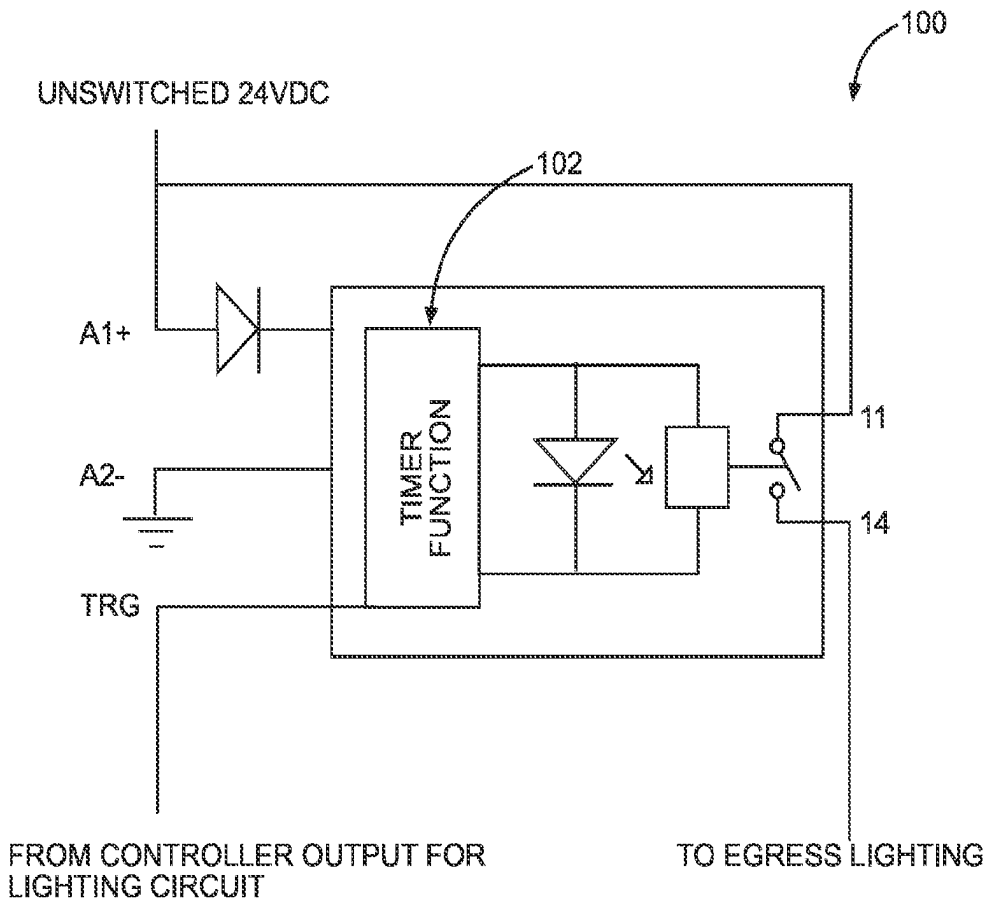 100
UNSWITCHED 24VDC
102
A1+
11
TIMER
FUNCTION
A2-
14
TRG
FROM CONTROLLER OUTPUT FOR
LIGHTING CIRCUIT
TO EGRESS LIGHTING